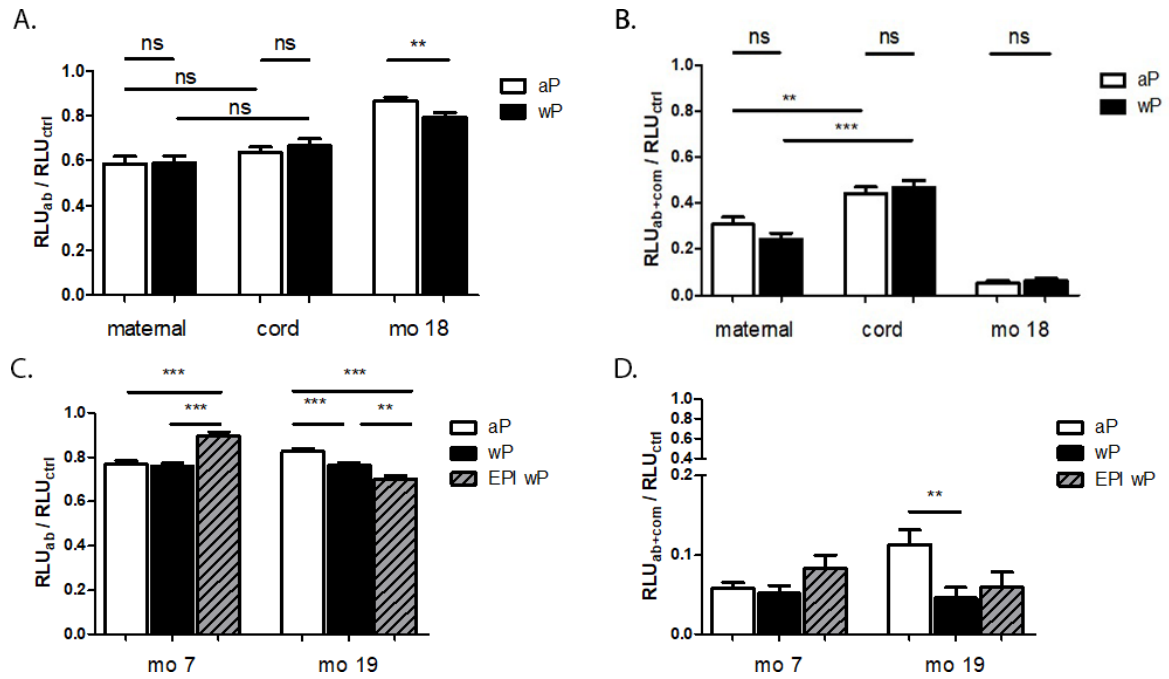 A.
ns
ns
**
ns
ns
1.0
0.8
0.6
0.4
0.2
0.0
RLUab / RLUctrl
maternal
cord
mo 18
aP
wP
B.
ns
ns
ns
**
***
1.0
0.8
0.6
0.4
0.2
0.0
RLUab+com / RLUctrl
maternal
cord
mo 18
aP
wP
C.
***
***
***
***
**
1.0
0.8
0.6
0.4
0.2
0.0
RLUab / RLUctrl
mo 7
mo 19
aP
wP
EPI wP
D.
**
1.0
0.8
0.6
0.4
0.2
0.1
0.0
RLUab+com / RLUctrl
mo 7
mo 19
aP
wP
EPI wP